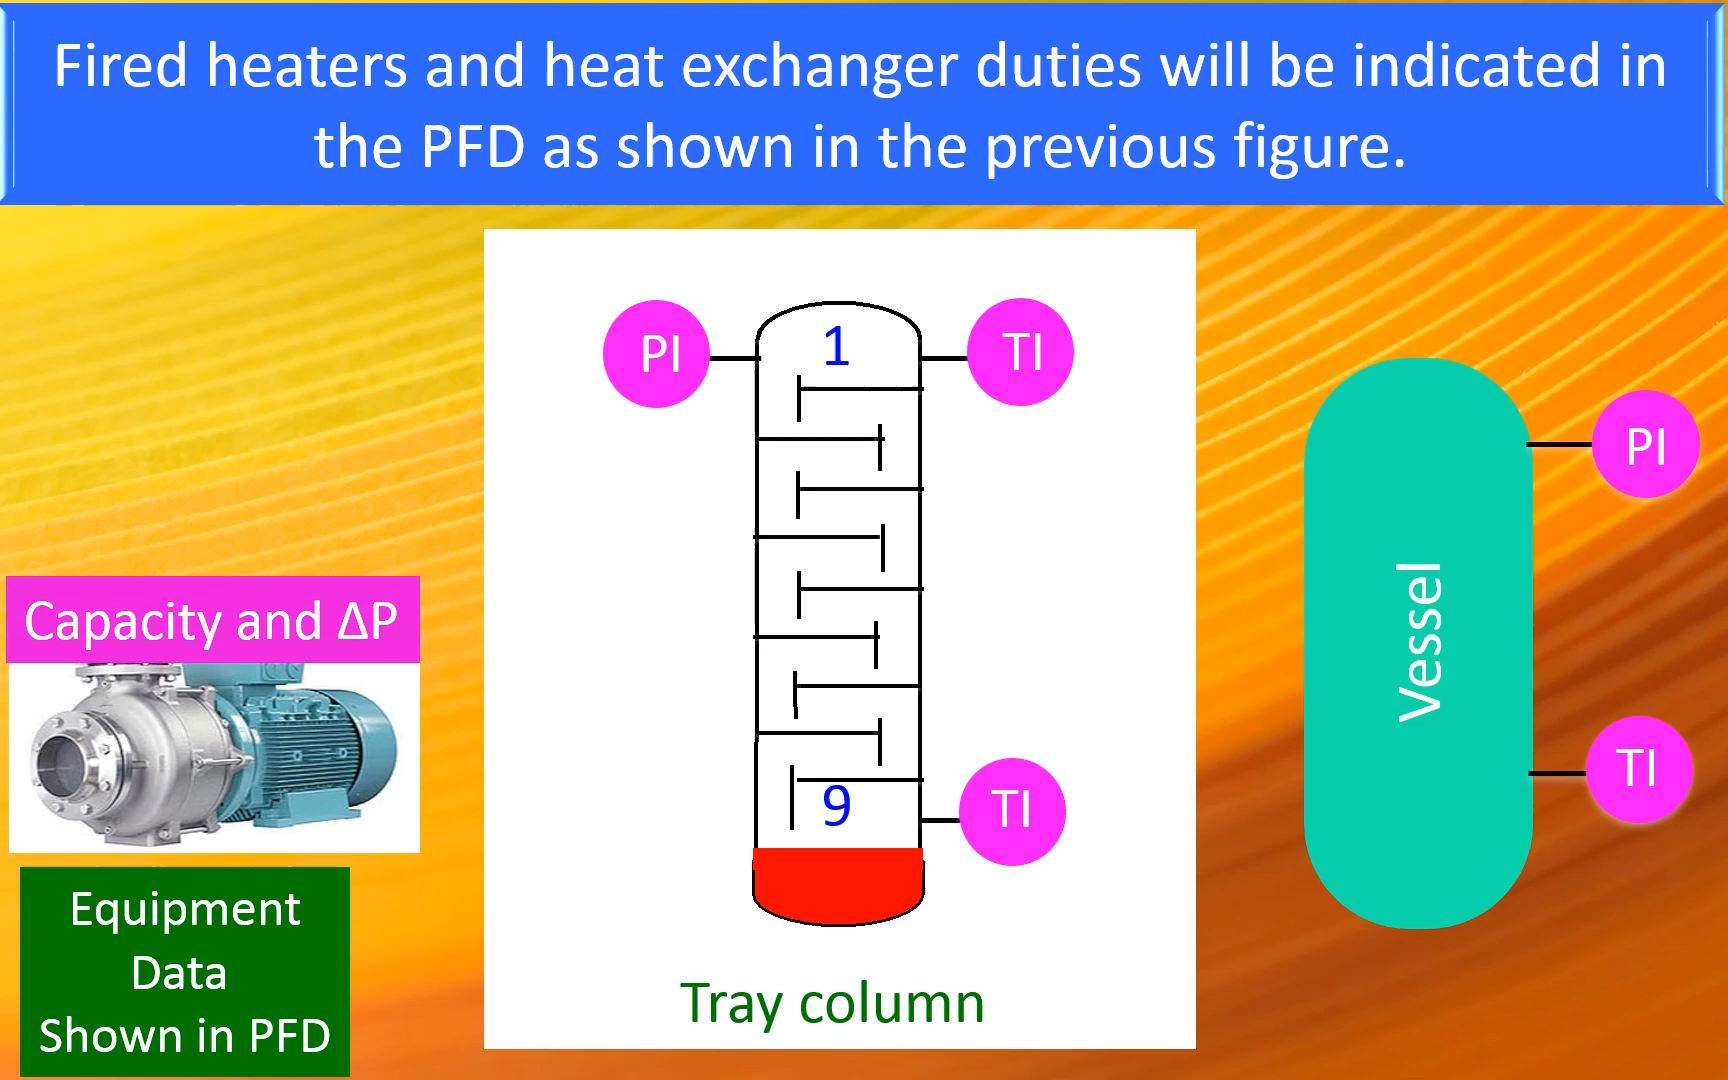 Fired heaters and heat exchanger duties will be indicated in
the PFD as shown in the previous figure.
PI
1
TI
PI
Vessel
Capacity and ΔP
TI
9
TI
Equipment
Data
Shown in PFD
Tray column